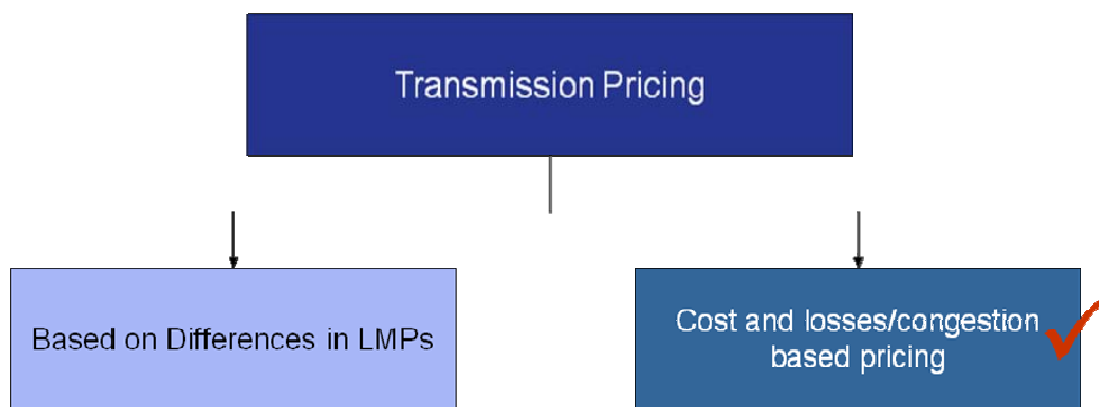 Transmission Pricing
Based on Differences in LMPs
Cost and losses/congestion
based pricing